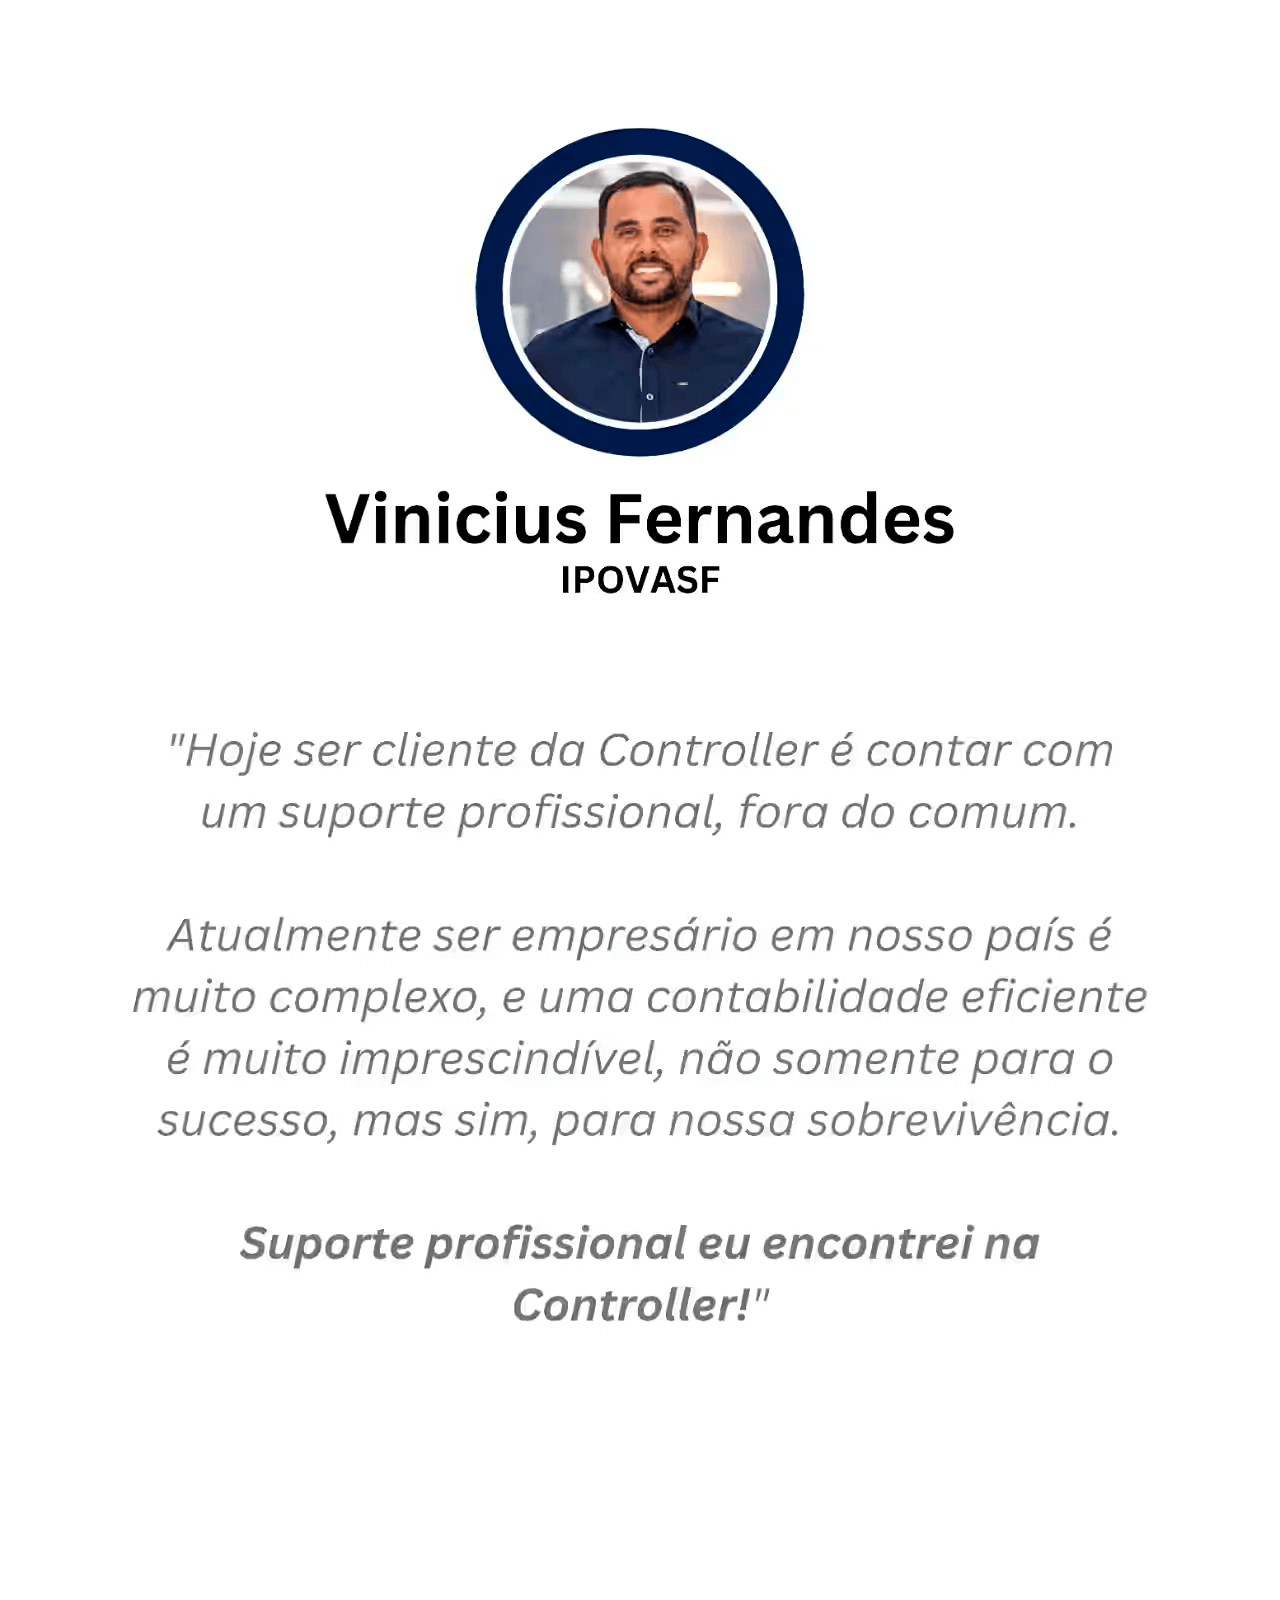 Vinicius Fernandes
IPOVASF
"Hoje ser cliente da Controller é contar com
um suporte profissional, fora do comum.
Atualmente ser empresário em nosso país é
muito complexo, e uma contabilidade eficiente
é muito imprescindível, não somente para o
sucesso, mas sim, para nossa sobrevivência.
Suporte profissional eu encontrei na
Controller!"